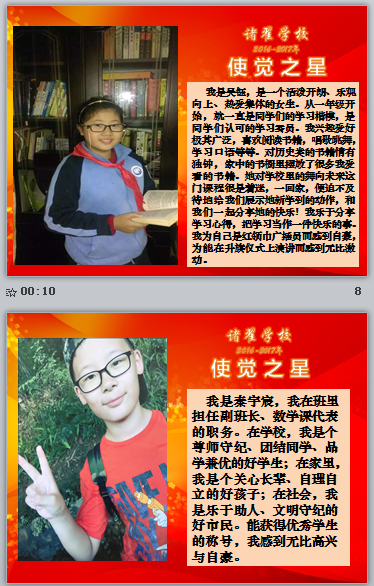 诸翟学校
2016-2017年
使觉之星
我是吴钰，是一个活泼开朗、乐观
向上、热爱集体的女生。从一年级开
始，就一直是同学们的学习楷模，是
同学们认可的学习委员。我兴趣爱好
极其广泛，喜欢阅读书籍，唱歌跳舞，
学习口语等等。对历史类的书籍情有
独钟，家中的书橱里摆放了很多我爱
看的书籍。她对学校里的舞向未来这
门课程很是着迷，一回家，便迫不及
待地给我们展示她新学到的动作，和
我们一起分享她的快乐！我乐于分享
学习心得，把学习当作一件快乐的事。
我为自己是红领巾广播员而感到自豪，
为能在升旗仪式上演讲而感到无比激
动。
00:10
8
诸翟学校
2016-2017年
使觉之星
我是秦宇宸，我在班里
担任副班长、数学课代表
的职务。在学校，我是个
尊师守纪、团结同学、品
学兼优的好学生；在家里，
我是个关心长辈、自理自
立的好孩子；在社会，我
是乐于助人、文明守纪的
好市民。能获得优秀学生
的称号，我感到无比高兴
与自豪。